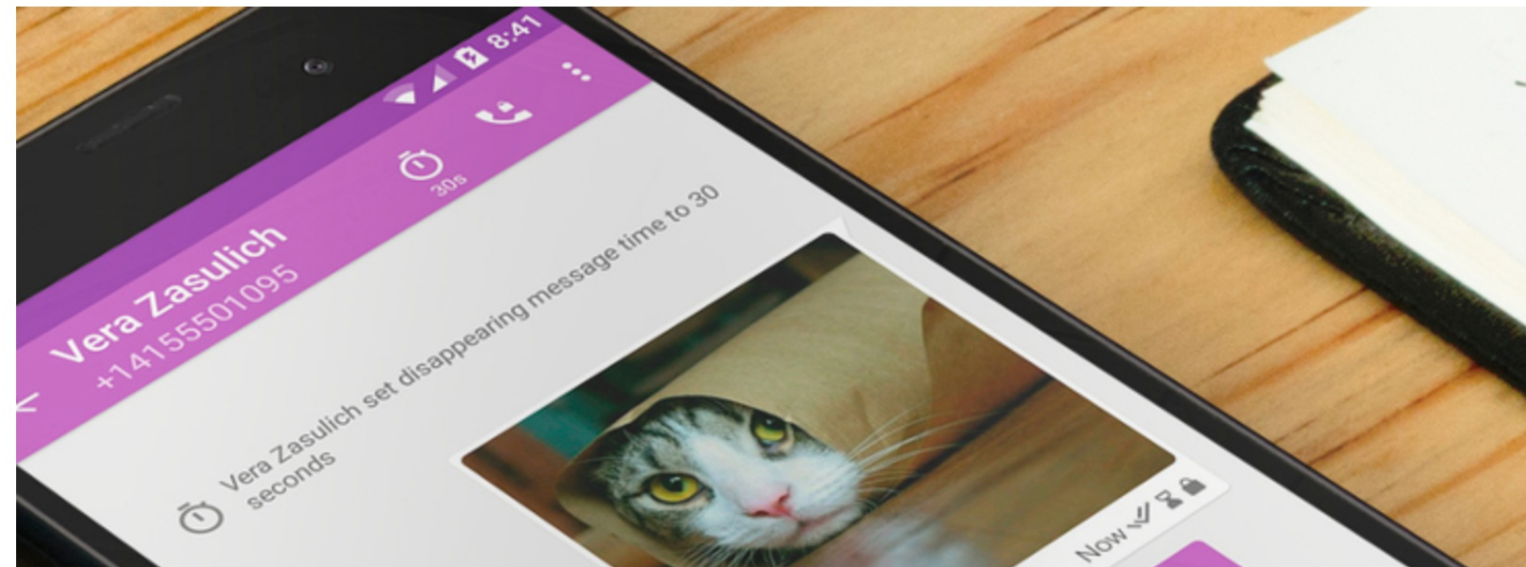 8:41
30s
Vera Zasulich
+14155501095
Vera Zasulich set disappearing message time to 30
seconds
Now